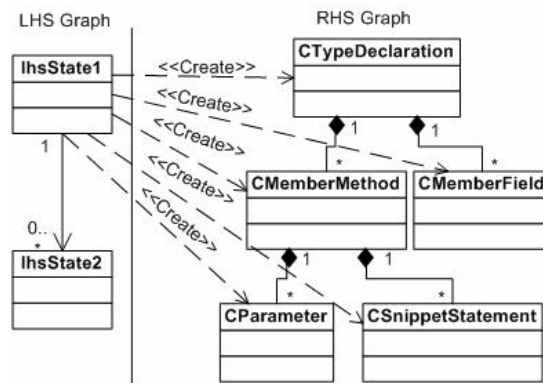 LHS Graph
RHS Graph
lhsState1
<<Create>>
CTypeDeclaration
<<Create>>
1
1
1
<<Create>>
*
*
<<Create>>
CMemberMethod
CMemberField
<<Create>>
0..
*
lhsState2
1
1
*
*
CParameter
CSnippetStatement